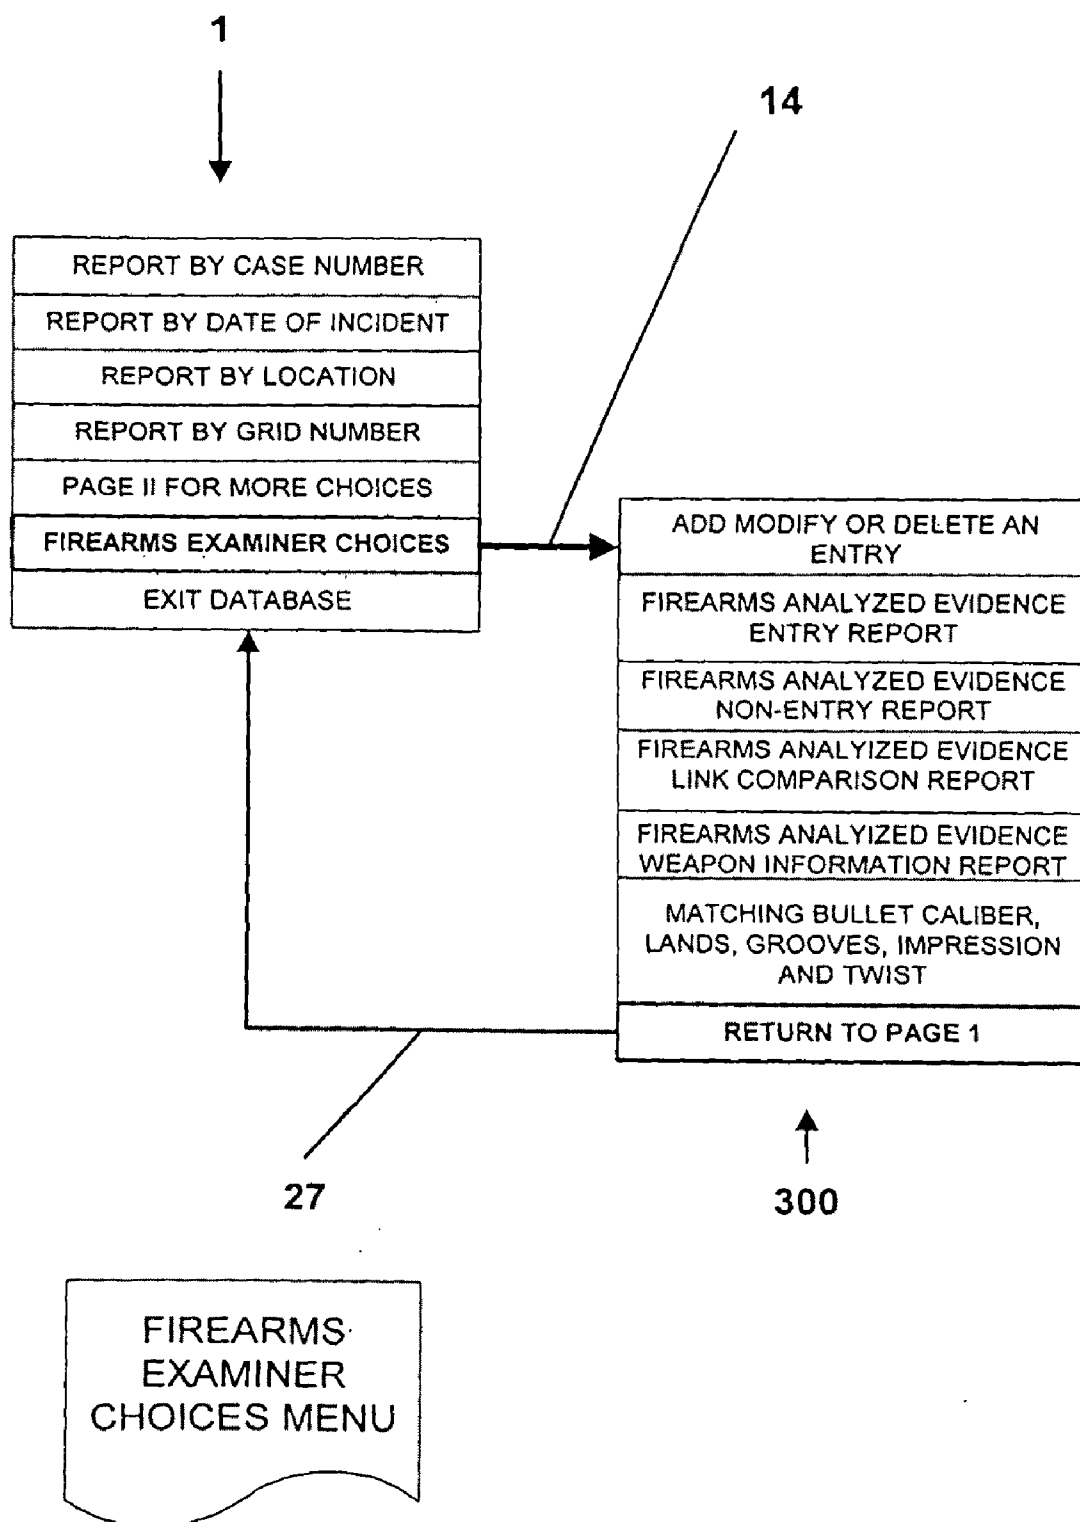 1
14
REPORT BY CASE NUMBER
REPORT BY DATE OF INCIDENT
REPORT BY LOCATION
REPORT BY GRID NUMBER
PAGE II FOR MORE CHOICES
FIREARMS EXAMINER CHOICES
EXIT DATABASE
ADD MODIFY OR DELETE AN
ENTRY
FIREARMS ANALYZED EVIDENCE
ENTRY REPORT
FIREARMS ANALYZED EVIDENCE
NON-ENTRY REPORT
FIREARMS ANALYIZED EVIDENCE
LINK COMPARISON REPORT
FIREARMS ANALYIZED EVIDENCE
WEAPON INFORMATION REPORT
MATCHING BULLET CALIBER,
LANDS, GROOVES, IMPRESSION
AND TWIST
RETURN TO PAGE 1
27
300
FIREARMS
EXAMINER
CHOICES MENU